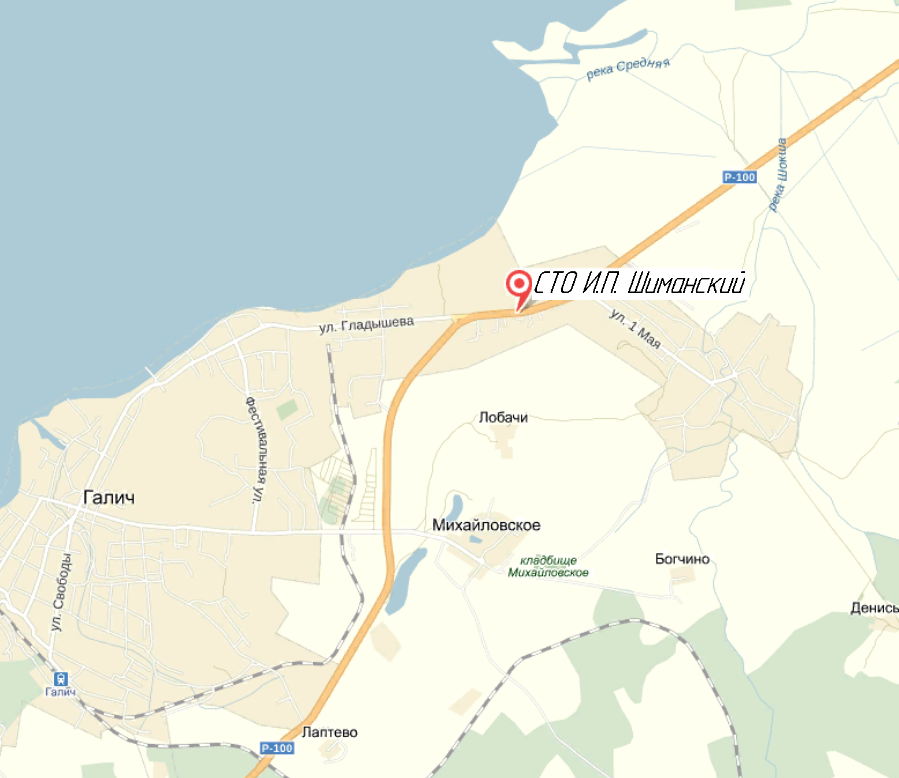 река Средняя
Р-100
река Шокша
СТО И.П. Шиманский
ул. 1 Мая
ул. Гладышева
Фестивальная ул.
Лобачи
Галич
Михайловское
кладбище
Михайловское
Богчино
ул. Свободы
Денись
Галич
Лаптево
Р-100